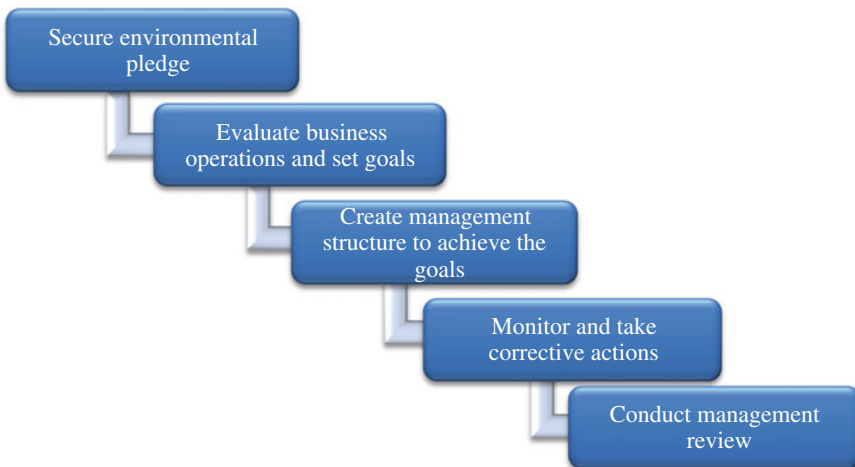 Secure environmental
pledge
Evaluate business
operations and set goals
Create management
structure to achieve the
goals
Monitor and take
corrective actions
Conduct management
review